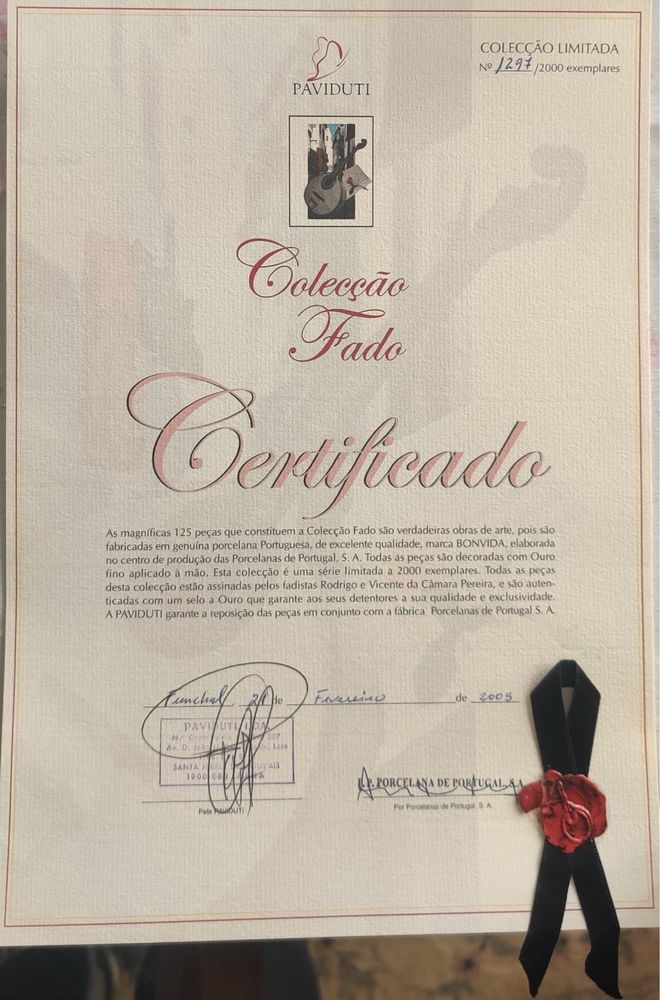 COLECÇÃO LIMITADA
Nº 1297 /2000 exemplares
PAVIDUTI
Colecção
Fado
Certificado
As magníficas 125 peças que constituem a Colecção Fado são verdadeiras obras de arte, pois são
fabricadas em genuína porcelana Portuguesa, de excelente qualidade, marca BONVIDA, elaborada
no centro de produção das Porcelanas de Portugal, S. A. Todas as peças são decoradas com Ouro
fino aplicado à mão. Esta colecção é uma série limitada a 2000 exemplares. Todas as peças
desta colecção estão assinadas pelos fadistas Rodrigo e Vicente da Câmara Pereira, e são auten-
ticadas com um selo a Ouro que garante aos seus detentores a sua qualidade e exclusividade.
A PAVIDUTI garante a reposição das peças em conjunto com a fábrica Porcelanas de Portugal S. A.
Funchal, 21 de Fevereiro de 2005
PAVIDUTI, LDA.
Av. D. Lote
SANTA
1900
P. PORCELANA DE PORTUGAL, S.A.
Pela PAVIDUTI
Por Porcelanas de Portugal, S. A.